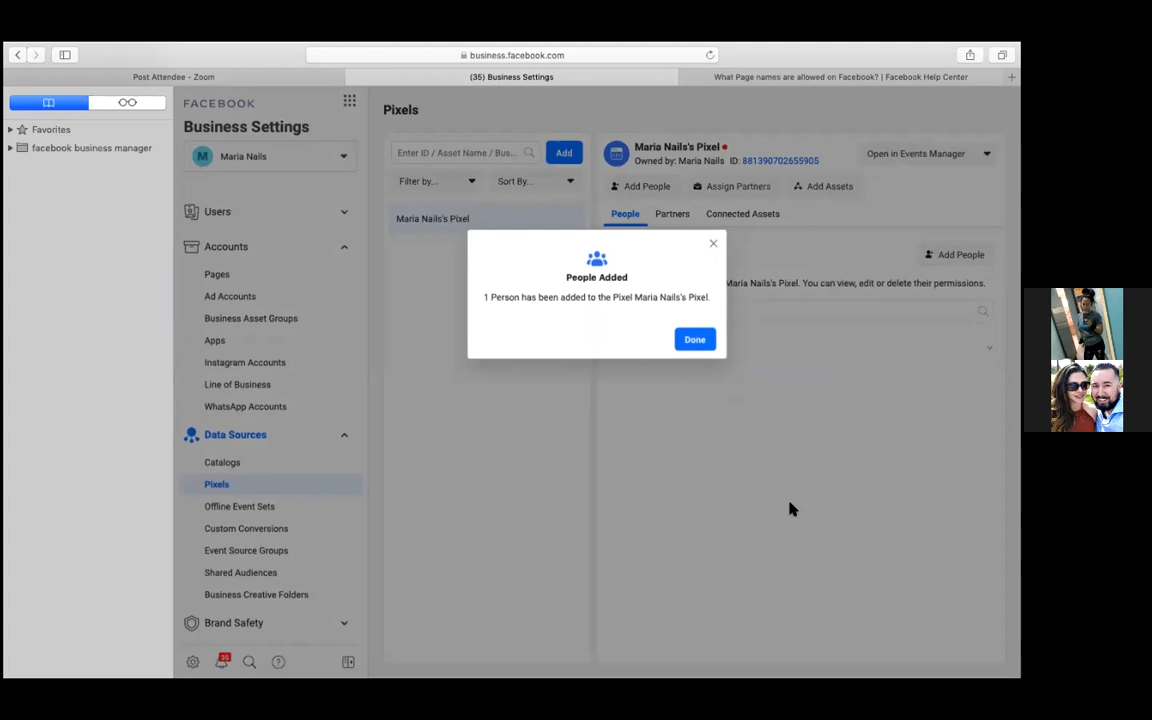 business.facebook.com
Post Attendee - Zoom
(35) Business Settings
What Page names are allowed on Facebook? | Facebook Help Center
Favorites
facebook business manager
FACEBOOK
Business Settings
M
Maria Nails
Users
Accounts
Pages
Ad Accounts
Business Asset Groups
Apps
Instagram Accounts
Line of Business
WhatsApp Accounts
Data Sources
Catalogs
Pixels
Offline Event Sets
Custom Conversions
Event Source Groups
Shared Audiences
Business Creative Folders
Brand Safety
35
Pixels
Enter ID / Asset Name / Bus...
Add
Filter by...
Sort By...
Maria Nails's Pixel
Maria Nails's Pixel
Owned by: Maria Nails ID: 881390702655905
Open in Events Manager
Add People
Assign Partners
Add Assets
People
Partners
Connected Assets
Add People
Maria Nails's Pixel. You can view, edit or delete their permissions.
People Added
1 Person has been added to the Pixel Maria Nails's Pixel.
Done